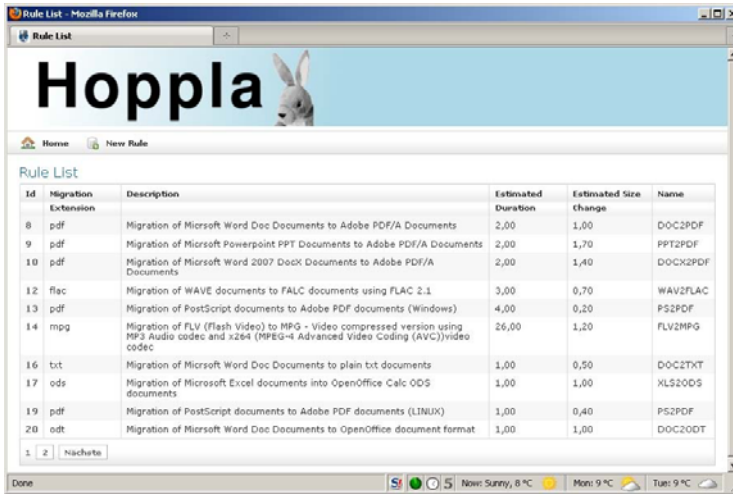 Rule List - Mozilla Firefox
Rule List
Hoppla
Home New Rule
Rule List
Id Migration Extension Description Estimated Duration Estimated Size Change Name
8 pdf Migration of Micrsoft Word Doc Documents to Adobe PDF/A Documents 2,00 1,00 DOC2PDF
9 pdf Migration of Micrsoft Powerpoint PPT Documents to Adobe PDF/A Documents 2,00 1,70 PPT2PDF
10 pdf Migration of Micrsoft Word 2007 DocX Documents to Adobe PDF/A 2,00 1,40 DOCX2PDF
Documents
12 flac Migration of WAVE documents to FALC documents using FLAC 2.1 3,00 0,70 WAV2FLAC
13 pdf Migration of PostScript documents to Adobe PDF documents (Windows) 4,00 0,20 PS2PDF
14 mpg Migration of FLV (Flash Video) to MPG - Video compressed version using 26,00 1,20 FLV2MPG
MP3 Audio codec and x264 (MPEG-4 Advanced Video Coding (AVC))video
codec
16 txt Migration of Micrsoft Word Doc Documents to plain txt documents 1,00 0,50 DOC2TXT
17 ods Migration of Microsoft Excel documents into OpenOffice Calc ODS 1,00 1,00 XLS2ODS
documents
19 pdf Migration of PostScript documents to Adobe PDF documents (LINUX) 1,00 0,40 PS2PDF
20 odt Migration of Micrsoft Word Doc Documents to OpenOffice document format 1,00 1,00 DOC2ODT
1 2 Nächste
Done S! 5 Now: Sunny, 8 °C Mon: 9 °C Tue: 9 °C